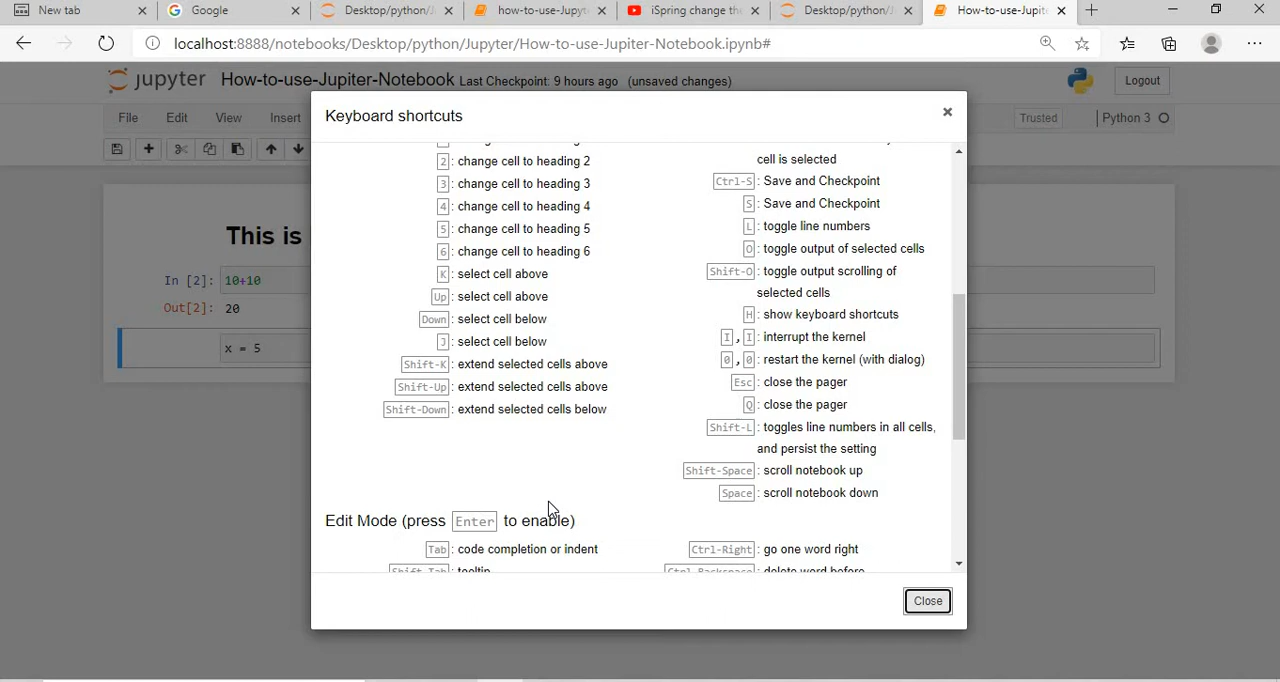 New tab
Google
Desktop/python/J
how-to-use-Jupyt
iSpring change the
Desktop/python/
How-to-use-Jupit
localhost:8888/notebooks/Desktop/python/Jupyter/How-to-use-Jupiter-Notebook.ipynb#
jupyter How-to-use-Jupiter-Notebook Last Checkpoint: 9 hours ago (unsaved changes)
Logout
File Edit View Insert
Trusted
Python 3
Keyboard shortcuts
2 : change cell to heading 2
3 : change cell to heading 3
4 : change cell to heading 4
5 : change cell to heading 5
6 : change cell to heading 6
K : select cell above
Up : select cell above
Down : select cell below
J : select cell below
Shift-K : extend selected cells above
Shift-Up : extend selected cells above
Shift-Down : extend selected cells below
cell is selected
Ctrl-S : Save and Checkpoint
S : Save and Checkpoint
L : toggle line numbers
O : toggle output of selected cells
Shift-O : toggle output scrolling of
selected cells
H : show keyboard shortcuts
I , I : interrupt the kernel
0 , 0 : restart the kernel (with dialog)
Esc : close the pager
Q : close the pager
Shift-L : toggles line numbers in all cells,
and persist the setting
Shift-Space : scroll notebook up
Space : scroll notebook down
Edit Mode (press Enter to enable)
Tab : code completion or indent
Shift-Tab : tooltip
Ctrl-Right : go one word right
Ctrl-Backspace : delete word before
Close
This is
In [2]: 10+10
Out[2]: 20
x = 5